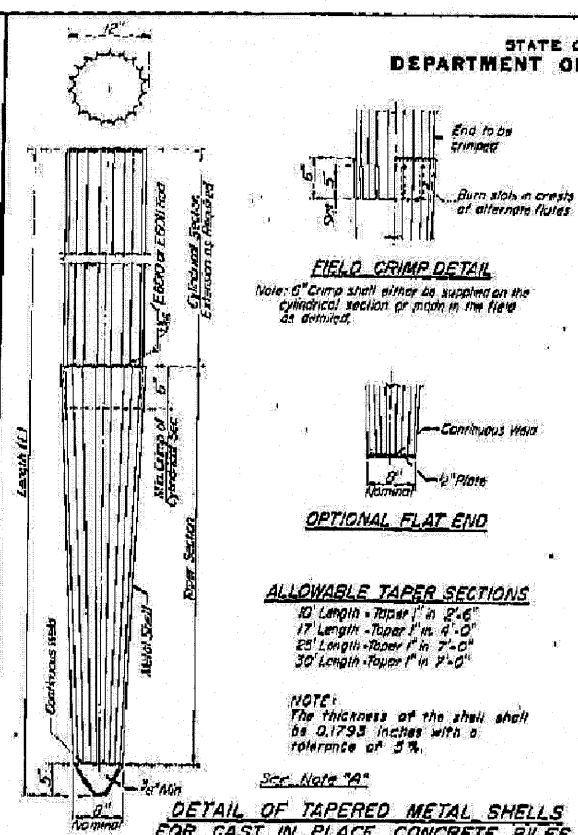 12"
STATE O
DEPARTMENT OF
End to be
crimped
Burn slots in crests
of alternate flutes
6"
5"
FIELD CRIMP DETAIL
Note: 6" Crimp shall either be supplied on the
cylindrical section or made in the field
as detailed.
Cylindrical Section
Extension as Required
E6010 or E6011 Rod
Length (L)
6"
Min. Crimp of
Cylindrical Sec.
Continuous Weld
1/2" Plate
8"
Nominal
OPTIONAL FLAT END
Taper Section
Metal Shell
ALLOWABLE TAPER SECTIONS
10' Length - Taper 1" in 2'-6"
17' Length - Taper 1" in 4'-0"
25' Length - Taper 1" in 7'-0"
30' Length - Taper 1" in 7'-0"
NOTE:
The thickness of the shell shall
be 0.1793 inches with a
tolerance of 5%.
Continuous Weld
5"
Min.
8"
Nominal
See Note "A"
DETAIL OF TAPERED METAL SHELLS
FOR CAST IN PLACE CONCRETE PILES